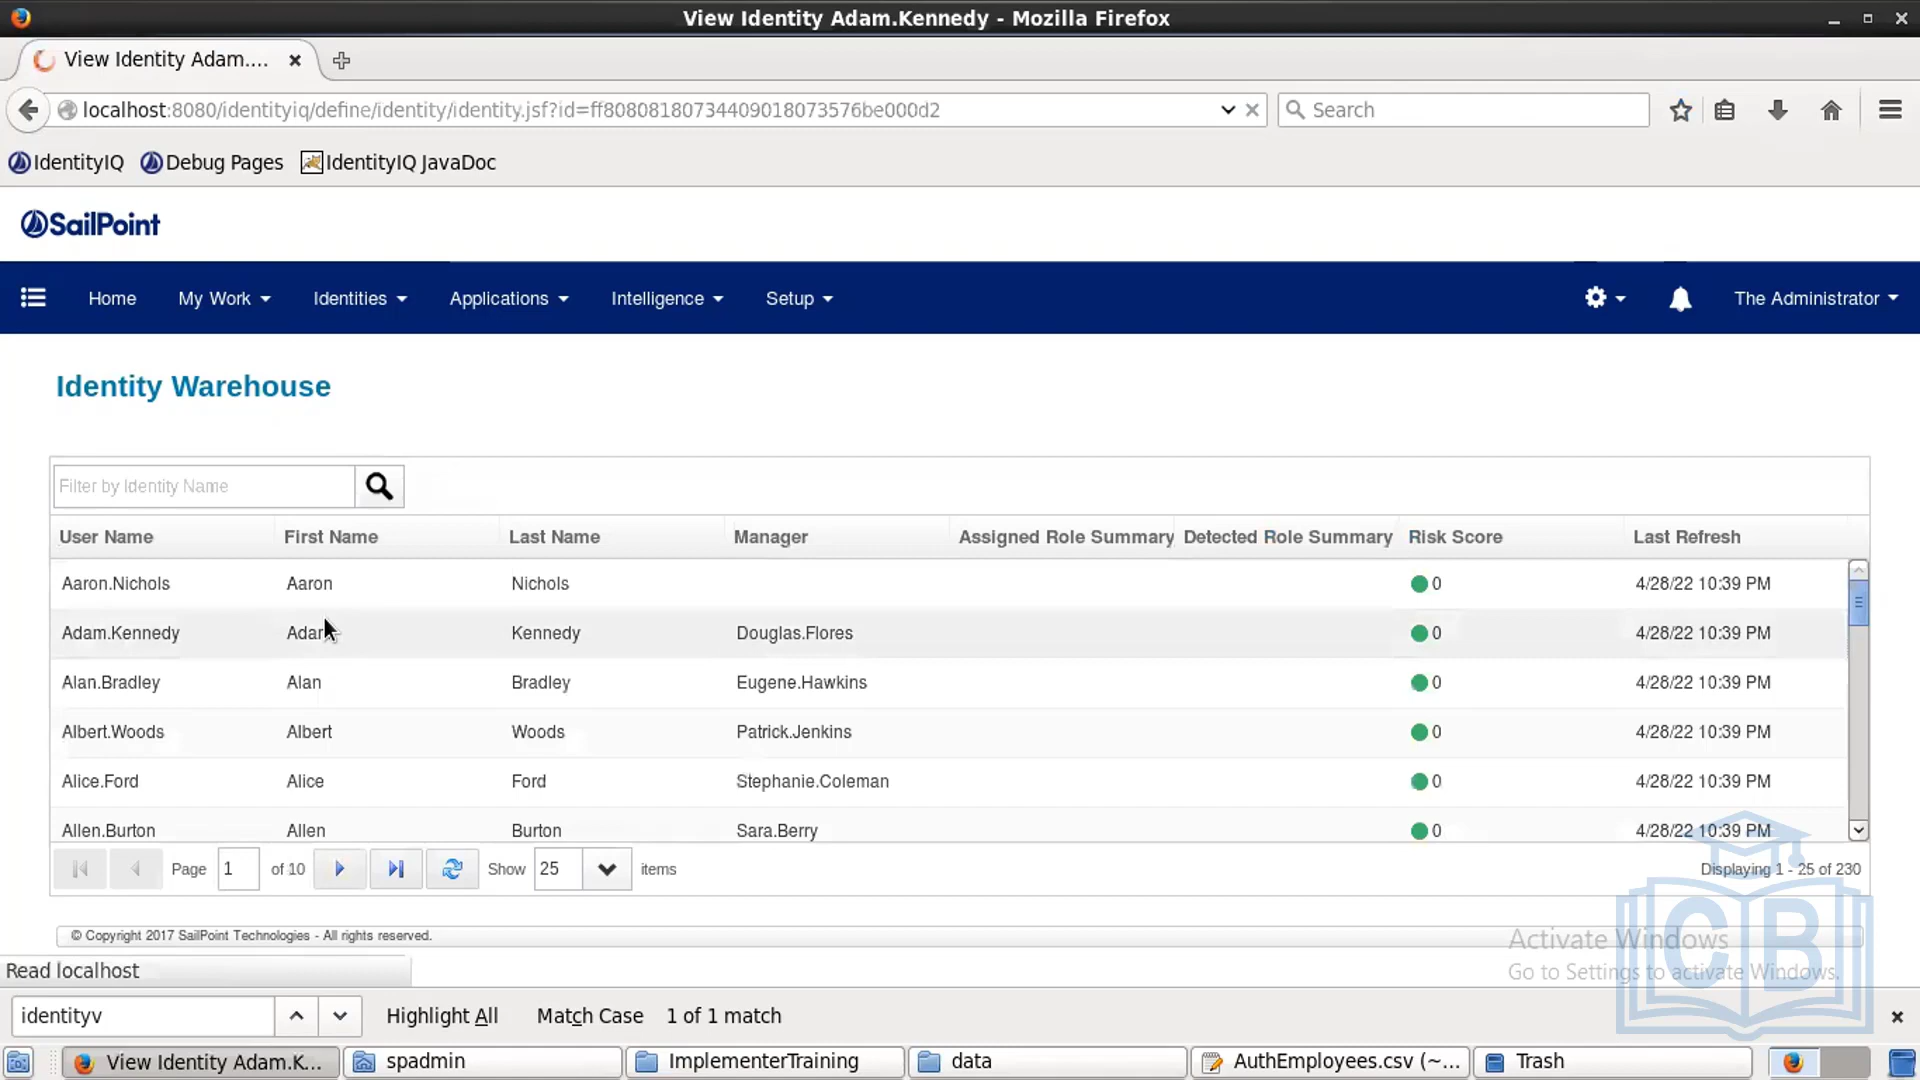 View Identity Adam.Kennedy - Mozilla Firefox
View Identity Adam....
localhost:8080/identityiq/define/identity/identity.jsf?id=ff80808180734409018073576be000d2
Search
IdentityIQ Debug Pages IdentityIQ JavaDoc
SailPoint
Home My Work Identities Applications Intelligence Setup The Administrator
Identity Warehouse
Filter by Identity Name
User Name First Name Last Name Manager Assigned Role Summary Detected Role Summary Risk Score Last Refresh
Aaron.Nichols Aaron Nichols 0 4/28/22 10:39 PM
Adam.Kennedy Adam Kennedy Douglas.Flores 0 4/28/22 10:39 PM
Alan.Bradley Alan Bradley Eugene.Hawkins 0 4/28/22 10:39 PM
Albert.Woods Albert Woods Patrick.Jenkins 0 4/28/22 10:39 PM
Alice.Ford Alice Ford Stephanie.Coleman 0 4/28/22 10:39 PM
Allen.Burton Allen Burton Sara.Berry 0 4/28/22 10:39 PM
Page 1 of 10 Show 25 items Displaying 1 - 25 of 230
© Copyright 2017 SailPoint Technologies - All rights reserved.
CB
Activate Windows
Go to Settings to activate Windows.
Read localhost
identityv Highlight All Match Case 1 of 1 match
View Identity Adam.K... spadmin ImplementerTraining data AuthEmployees.csv (~... Trash